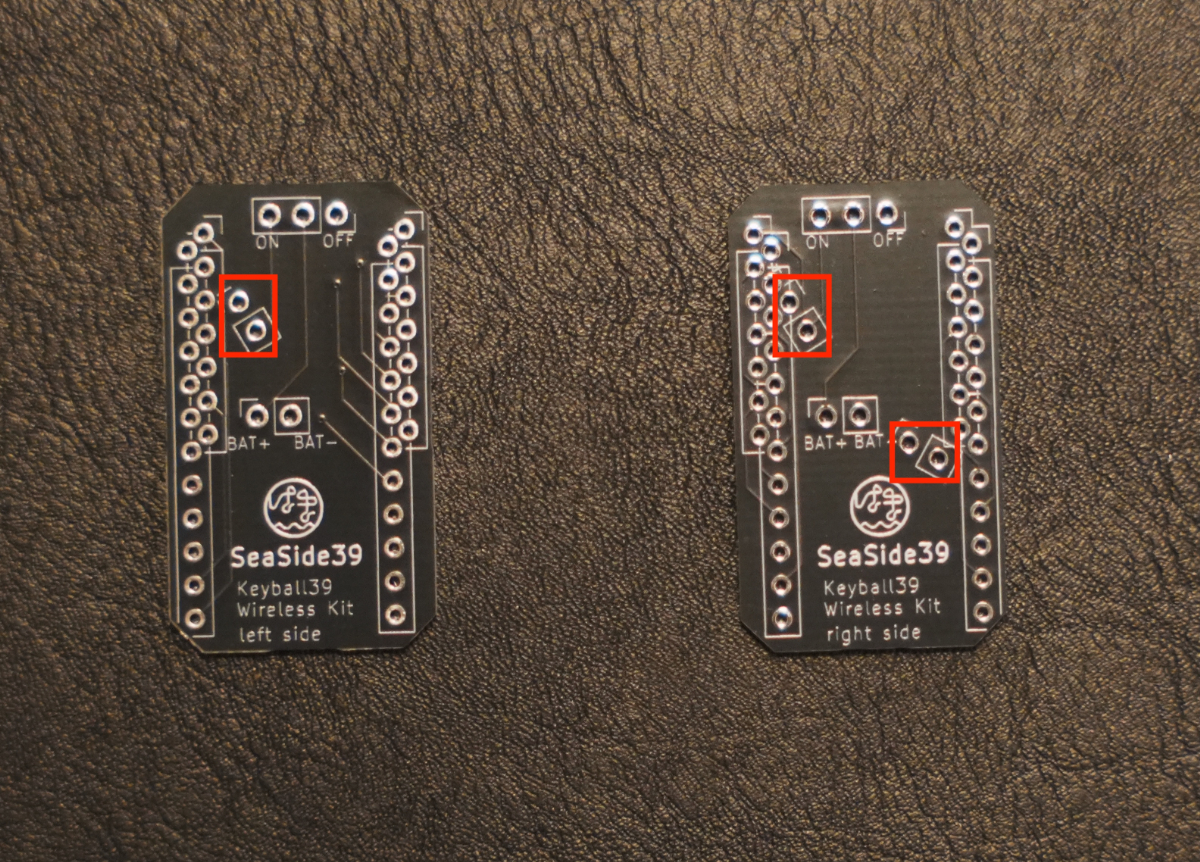 ON OFF
BAT+ BAT-
SeaSide39
Keyball39
Wireless Kit
left side
ON OFF
BAT+ BAT-
SeaSide39
Keyball39
Wireless Kit
right side